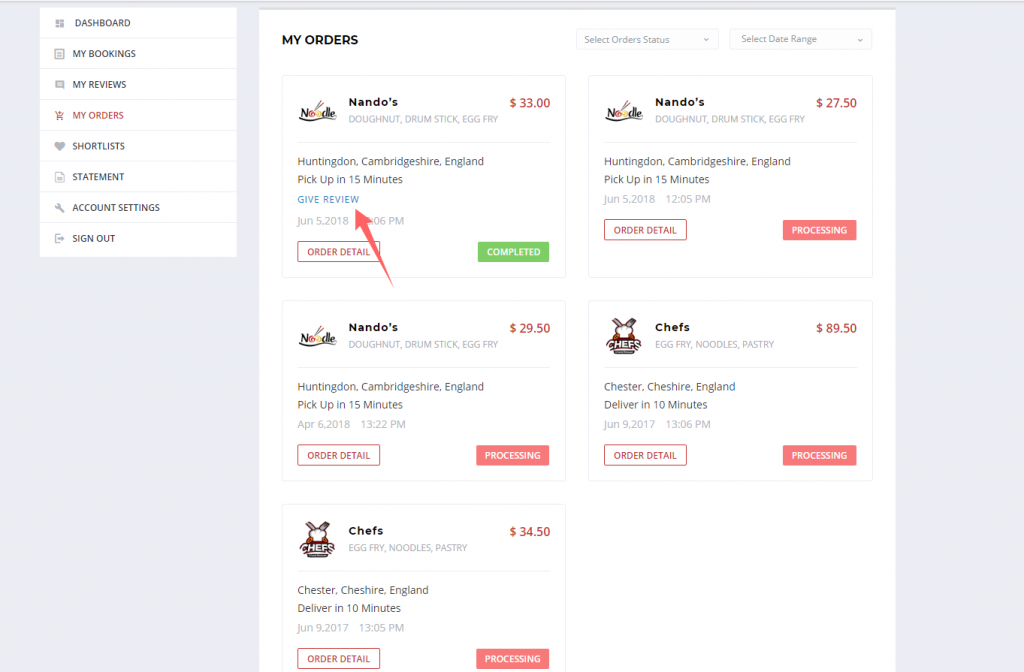 DASHBOARD
MY BOOKINGS
MY REVIEWS
MY ORDERS
SHORTLISTS
STATEMENT
ACCOUNT SETTINGS
SIGN OUT
MY ORDERS
Select Orders Status
Select Date Range
Noodle
Nando's
$ 33.00
DOUGHNUT, DRUM STICK, EGG FRY
Huntingdon, Cambridgeshire, England
Pick Up in 15 Minutes
GIVE REVIEW
Jun 5,2018 :06 PM
ORDER DETAIL
COMPLETED
Noodle
Nando's
$ 27.50
DOUGHNUT, DRUM STICK, EGG FRY
Huntingdon, Cambridgeshire, England
Pick Up in 15 Minutes
Jun 5,2018 12:05 PM
ORDER DETAIL
PROCESSING
Noodle
Nando's
$ 29.50
DOUGHNUT, DRUM STICK, EGG FRY
Huntingdon, Cambridgeshire, England
Pick Up in 15 Minutes
Apr 6,2018 13:22 PM
ORDER DETAIL
PROCESSING
CHEFS
Chefs
$ 89.50
EGG FRY, NOODLES, PASTRY
Chester, Cheshire, England
Deliver in 10 Minutes
Jun 9,2017 13:06 PM
ORDER DETAIL
PROCESSING
CHEFS
Chefs
$ 34.50
EGG FRY, NOODLES, PASTRY
Chester, Cheshire, England
Deliver in 10 Minutes
Jun 9,2017 13:05 PM
ORDER DETAIL
PROCESSING